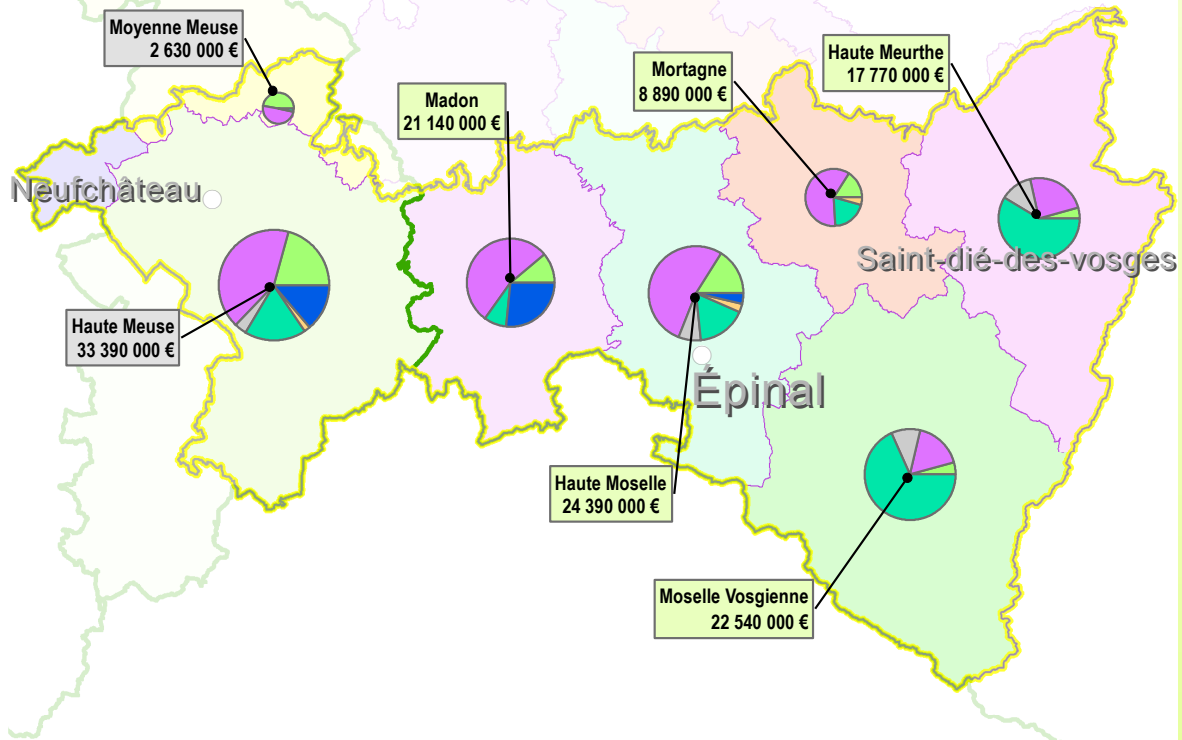 Moyenne Meuse
2 630 000 €
Haute Meurthe
17 770 000 €
Mortagne
8 890 000 €
Madon
21 140 000 €
Neufchâteau
Saint-dié-des-vosges
Haute Meuse
33 390 000 €
Épinal
Haute Moselle
24 390 000 €
Moselle Vosgienne
22 540 000 €